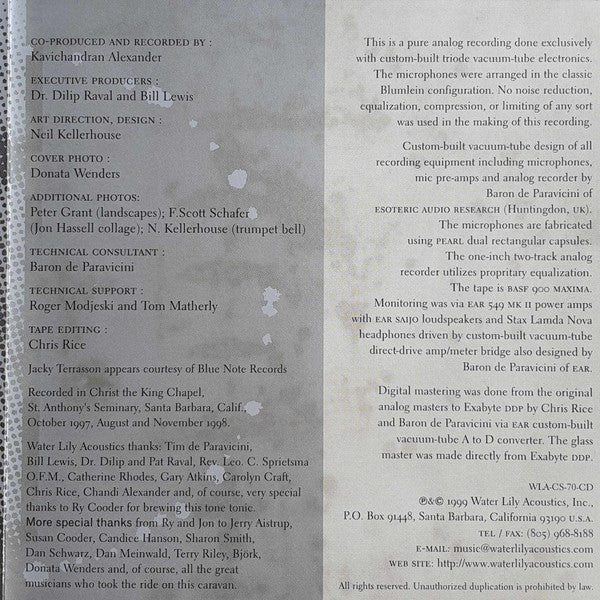 CO-PRODUCED AND RECORDED BY :
Kavichandran Alexander
EXECUTIVE PRODUCERS :
Dr. Dilip Raval and Bill Lewis
ART DIRECTION, DESIGN :
Neil Kellerhouse
COVER PHOTO :
Donata Wenders
ADDITIONAL PHOTOS:
Peter Grant (landscapes); F.Scott Schafer
(Jon Hassell collage); N. Kellerhouse (trumpet bell)
TECHNICAL CONSULTANT :
Baron de Paravicini
TECHNICAL SUPPORT :
Roger Modjeski and Tom Matherly
TAPE EDITING :
Chris Rice
Jacky Terrasson appears courtesy of Blue Note Records
Recorded in Christ the King Chapel,
St. Anthony's Seminary, Santa Barbara, Calif.,
October 1997, August and November 1998.
Water Lily Acoustics thanks: Tim de Paravicini,
Bill Lewis, Dr. Dilip and Pat Raval, Rev. Leo. C. Sprietsma
O.F.M., Catherine Rhodes, Gary Atkins, Carolyn Craft,
Chris Rice, Chandi Alexander and, of course, very special
thanks to Ry Cooder for brewing this tone tonic.
More special thanks from Ry and Jon to Jerry Aistrup,
Susan Cooder, Candice Hanson, Sharon Smith,
Dan Schwarz, Dan Meinwald, Terry Riley, Björk,
Donata Wenders and, of course, all the great
musicians who took the ride on this caravan.
This is a pure analog recording done exclusively
with custom-built triode vacuum-tube electronics.
The microphones were arranged in the classic
Blumlein configuration. No noise reduction,
equalization, compression, or limiting of any sort
was used in the making of this recording.
Custom-built vacuum-tube design of all
recording equipment including microphones,
mic pre-amps and analog recorder by
Baron de Paravicini of
ESOTERIC AUDIO RESEARCH (Huntingdon, UK).
The microphones are fabricated
using PEARL dual rectangular capsules.
The one-inch two-track analog
recorder utilizes propritary equalization.
The tape is BASF 900 MAXIMA.
Monitoring was via EAR 549 MK II power amps
with EAR SAIJO loudspeakers and Stax Lamda Nova
headphones driven by custom-built vacuum-tube
direct-drive amp/meter bridge also designed by
Baron de Paravicini of EAR.
Digital mastering was done from the original
analog masters to Exabyte DDP by Chris Rice
and Baron de Paravicini via EAR custom-built
vacuum-tube A to D converter. The glass
master was made directly from Exabyte DDP.
WLA-CS-70-CD
℗&© 1999 Water Lily Acoustics, Inc.,
P.O. Box 91448, Santa Barbara, California 93190 U.S.A.
TEL / FAX: (805) 968-8188
E-MAIL: music@waterlilyacoustics.com
WEB SITE: http://www.waterlilyacoustics.com
All rights reserved. Unauthorized duplication is prohibited by law.